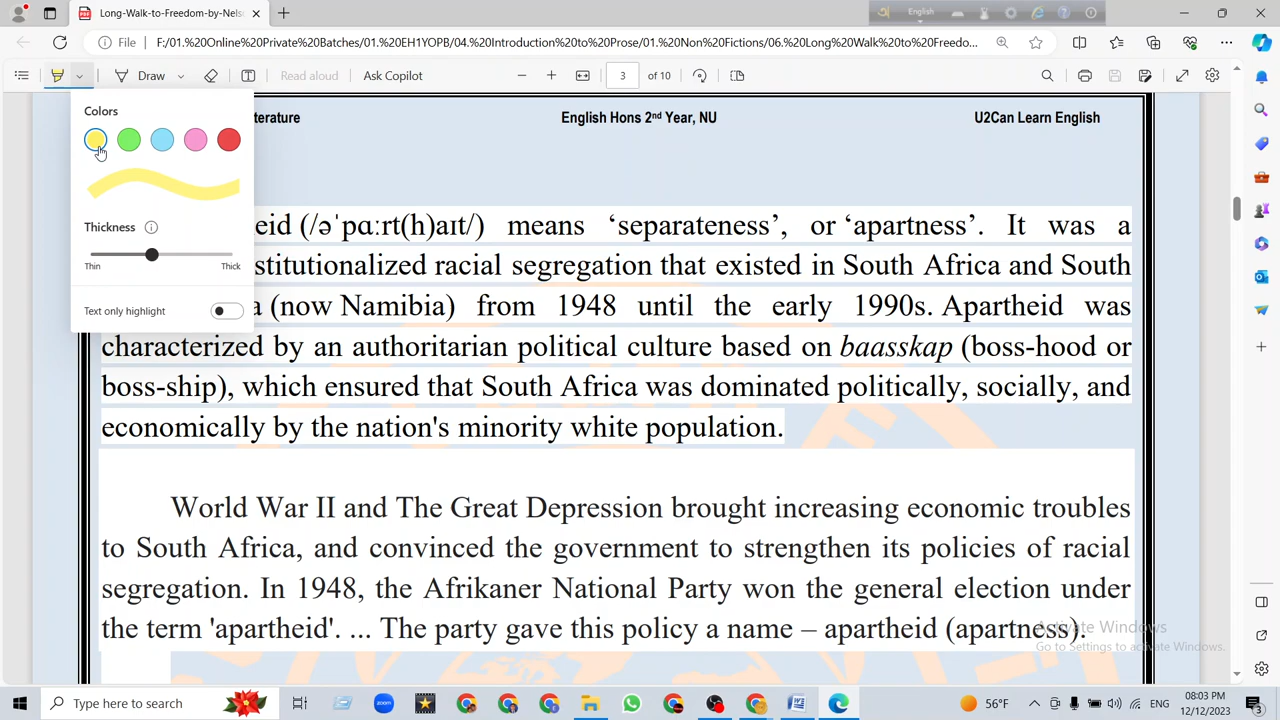 Long-Walk-to-Freedom-by-Nels
English
File
F:/01.%20Online%20Private%20Batches/01.%20EH1YOPB/04.%20Introduction%20to%20Prose/01.%20Non%20Fictions/06.%20Long%20Walk%20to%20Freedo...
Draw
Read aloud
Ask Copilot
3
of 10
Colors
Thickness
Thin
Thick
Text only highlight
terature
English Hons 2nd Year, NU
U2Can Learn English
eid (/əˈpɑːrt(h)aɪt/) means ‘separateness’, or ‘apartness’. It was a
stitutionalized racial segregation that existed in South Africa and South
a (now Namibia) from 1948 until the early 1990s. Apartheid was
characterized by an authoritarian political culture based on baasskap (boss-hood or
boss-ship), which ensured that South Africa was dominated politically, socially, and
economically by the nation's minority white population.
World War II and The Great Depression brought increasing economic troubles
to South Africa, and convinced the government to strengthen its policies of racial
segregation. In 1948, the Afrikaner National Party won the general election under
the term 'apartheid'. ... The party gave this policy a name – apartheid (apartness).
Activate Windows
Go to Settings to activate Windows.
Type here to search
zoom
56°F
ENG
08:03 PM
12/12/2023
3